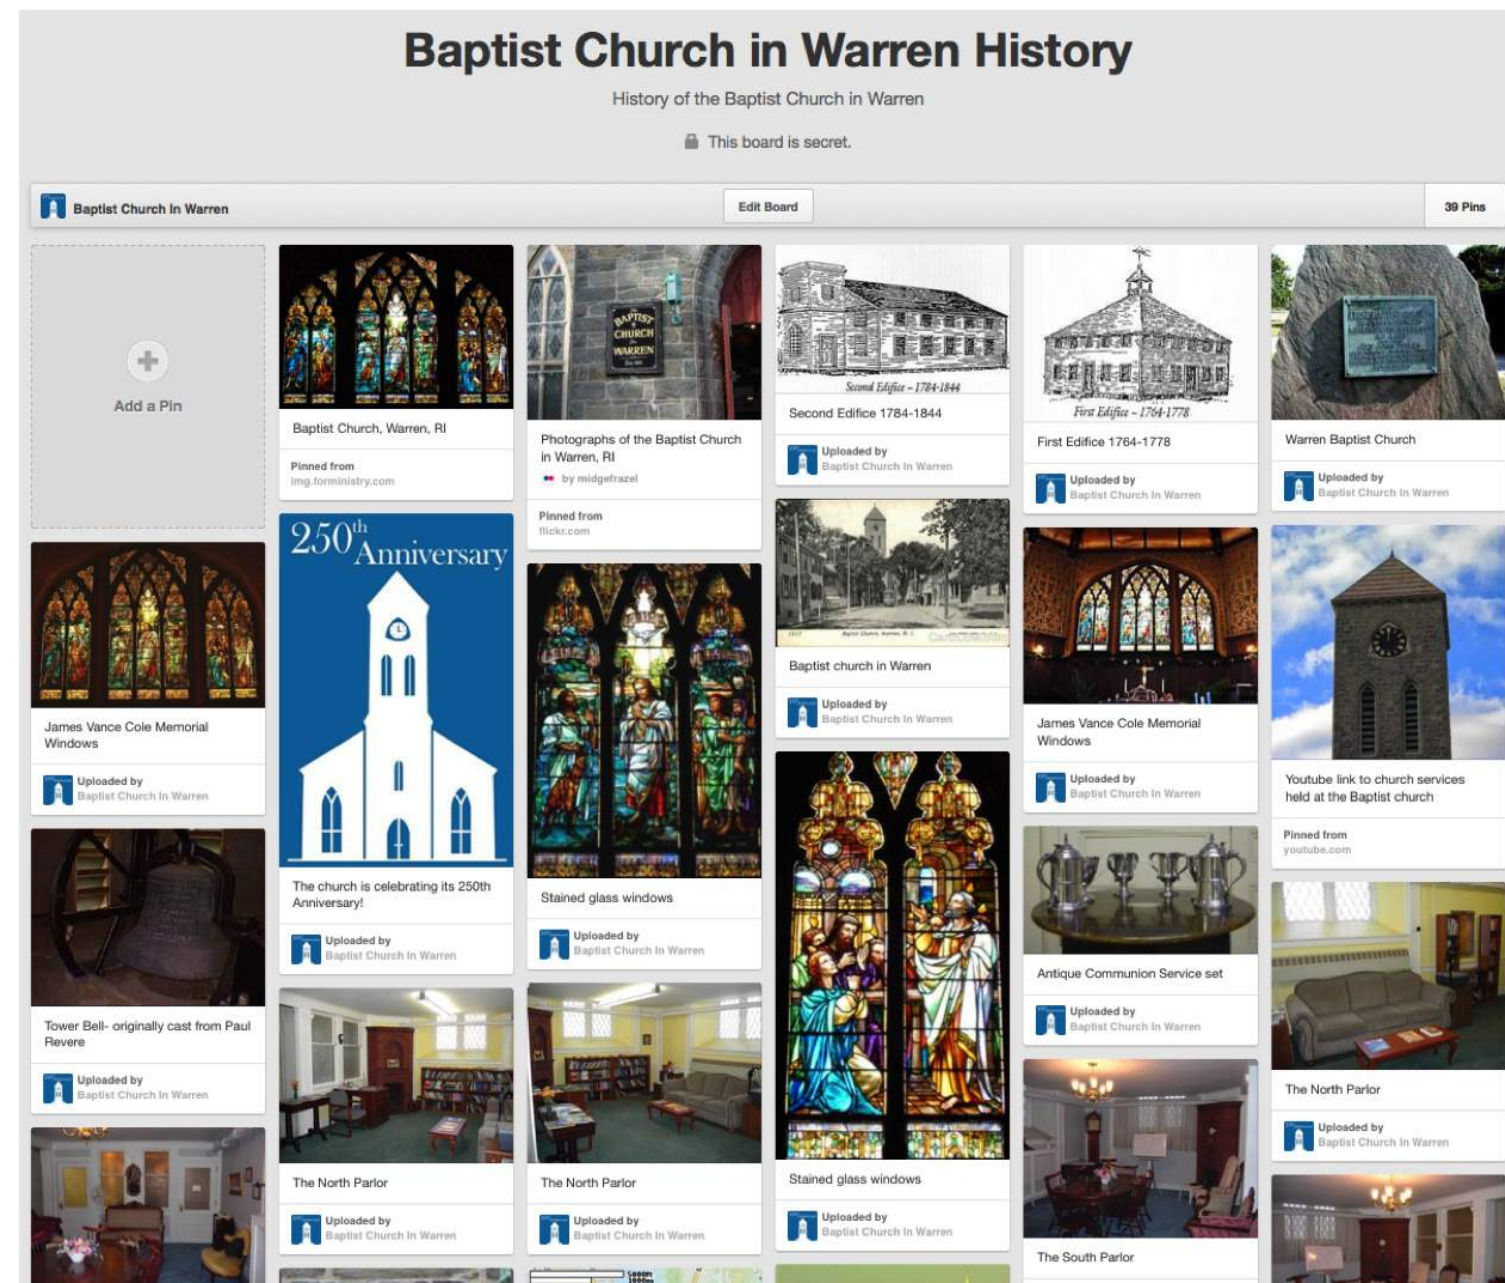 Baptist Church in Warren History
History of the Baptist Church in Warren
This board is secret.
Baptist Church In Warren
Edit Board
39 Pins
Add a Pin
James Vance Cole Memorial
Windows
Uploaded by
Baptist Church In Warren
Tower Bell- originally cast from Paul
Revere
Uploaded by
Baptist Church In Warren
Baptist Church, Warren, RI
Pinned from
img.forministry.com
250th
Anniversary
The church is celebrating its 250th
Anniversary!
Uploaded by
Baptist Church In Warren
The North Parlor
Uploaded by
Baptist Church In Warren
BAPTIST
CHURCH
WARREN
Photographs of the Baptist Church
in Warren, RI
by midgefrazel
Pinned from
flickr.com
Stained glass windows
Uploaded by
Baptist Church In Warren
The North Parlor
Uploaded by
Baptist Church In Warren
Second Edifice - 1784-1844
Second Edifice 1784-1844
Uploaded by
Baptist Church In Warren
Baptist Church, Warren, R. I.
Baptist church in Warren
Uploaded by
Baptist Church In Warren
Stained glass windows
Uploaded by
Baptist Church In Warren
First Edifice - 1764-1778
First Edifice 1764-1778
Uploaded by
Baptist Church In Warren
James Vance Cole Memorial
Windows
Uploaded by
Baptist Church In Warren
Antique Communion Service set
Uploaded by
Baptist Church In Warren
The South Parlor
Warren Baptist Church
Uploaded by
Baptist Church In Warren
Youtube link to church services
held at the Baptist church
Pinned from
youtube.com
The North Parlor
Uploaded by
Baptist Church In Warren